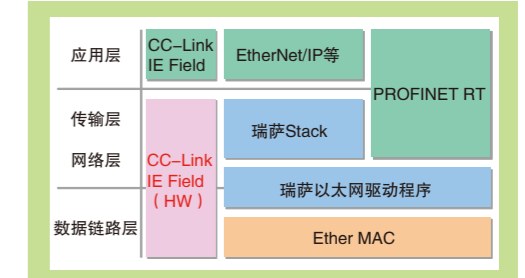 应用层
CC-Link
IE Field
EtherNet/IP等
PROFINET RT
传输层
瑞萨Stack
网络层
CC-Link
IE Field
（HW）
瑞萨以太网驱动程序
数据链路层
Ether MAC